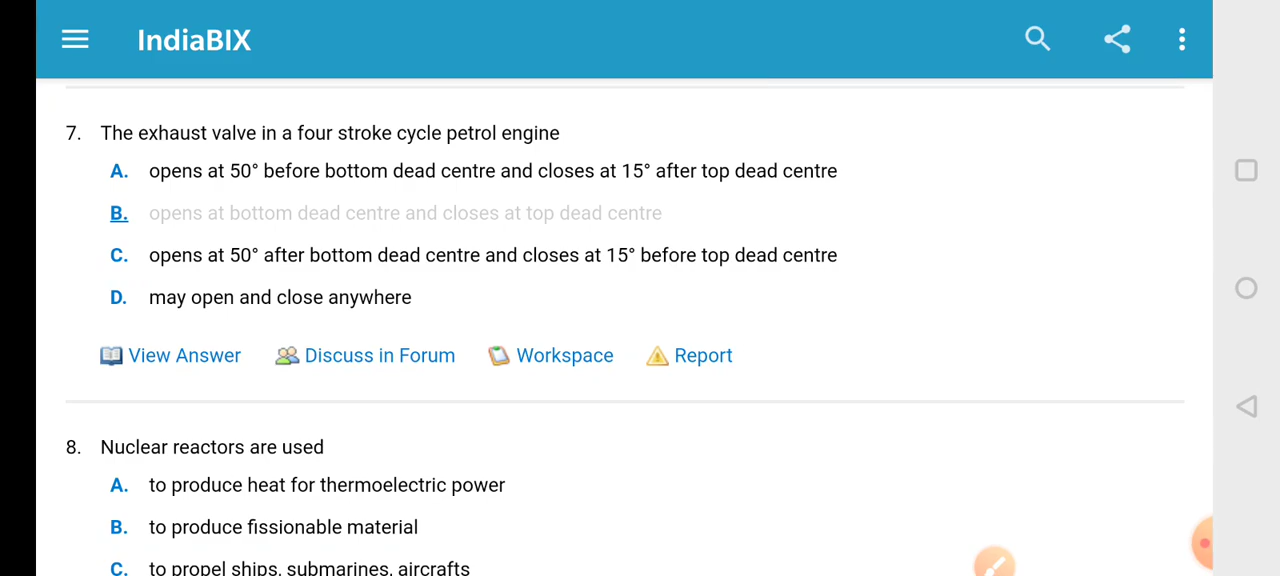 IndiaBIX
7. The exhaust valve in a four stroke cycle petrol engine
A. opens at 50° before bottom dead centre and closes at 15° after top dead centre
B. opens at bottom dead centre and closes at top dead centre
C. opens at 50° after bottom dead centre and closes at 15° before top dead centre
D. may open and close anywhere
View Answer Discuss in Forum Workspace Report
8. Nuclear reactors are used
A. to produce heat for thermoelectric power
B. to produce fissionable material
C. to propel ships, submarines, aircrafts